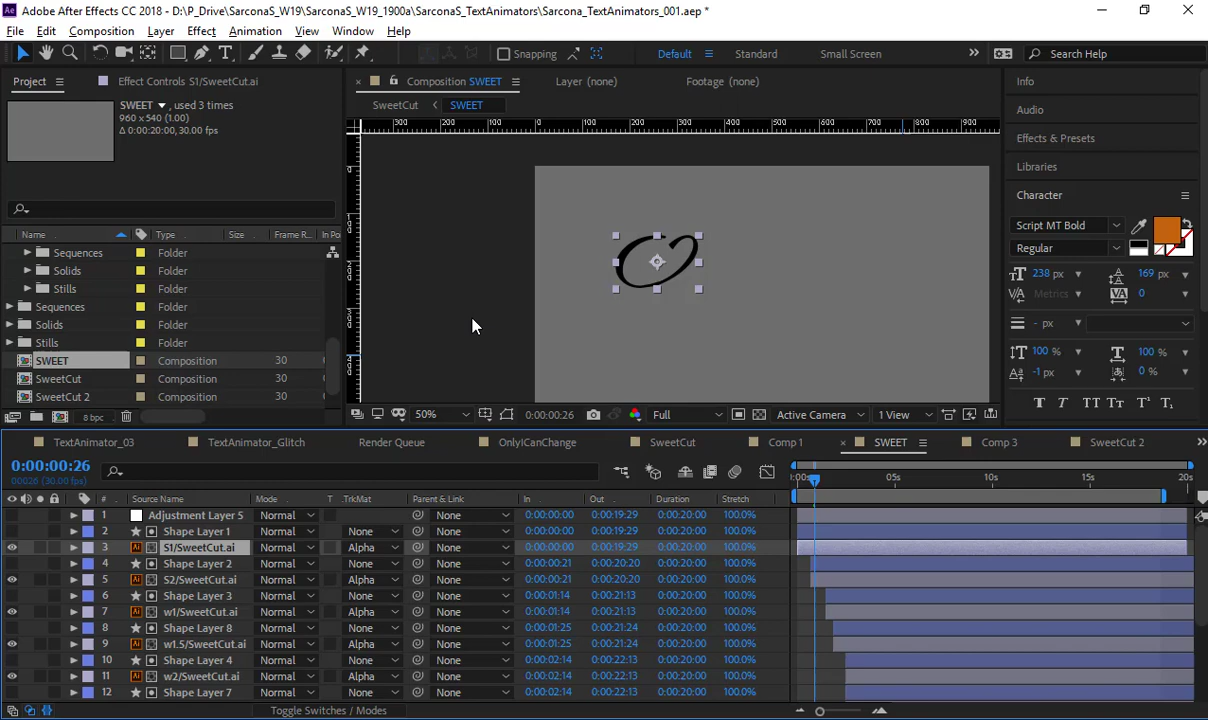 Adobe After Effects CC 2018 - D:\P_Drive\SarconaS_W19\SarconaS_W19_1900a\SarconaS_TextAnimators\Sarcona_TextAnimators_001.aep *
File Edit Composition Layer Effect Animation View Window Help
Snapping Default Standard Small Screen Search Help
Project Effect Controls S1/SweetCut.ai Composition SWEET Layer (none) Footage (none) Info
SWEET , used 3 times SweetCut SWEET Audio
960 x 540 (1.00)
Δ 0:00:20:00, 30.00 fps
300 200 100 0 100 200 300 400 500 600 700 800 900
Effects & Presets
Libraries
Character
Name Type Size Frame R... In Poi
Script MT Bold
Sequences Folder
Regular
Solids Folder
Stills Folder
238 px 169 px
Sequences Folder
Metrics 0
Solids Folder
- px
Stills Folder
SWEET Composition 30
100 % 100 %
SweetCut Composition 30
-1 px 0 %
SweetCut 2 Composition 30
T T TT Tт T¹ T₁
8 bpc 50% 0:00:00:26 Full Active Camera 1 View
TextAnimator_03 TextAnimator_Glitch Render Queue OnlyICanChange SweetCut Comp 1 SWEET Comp 3 SweetCut 2
0:00:00:26
00026 (30.00 fps)
:00s 05s 10s 15s 20s
# Source Name Mode T .TrkMat Parent & Link In Out Duration Stretch
1 Adjustment Layer 5 Normal None 0:00:00:00 0:00:19:29 0:00:20:00 100.0%
2 Shape Layer 1 Normal None None 0:00:00:00 0:00:19:29 0:00:20:00 100.0%
3 S1/SweetCut.ai Normal Alpha None 0:00:00:00 0:00:19:29 0:00:20:00 100.0%
4 Shape Layer 2 Normal None None 0:00:00:21 0:00:20:20 0:00:20:00 100.0%
5 S2/SweetCut.ai Normal Alpha None 0:00:00:21 0:00:20:20 0:00:20:00 100.0%
6 Shape Layer 3 Normal None None 0:00:01:14 0:00:21:13 0:00:20:00 100.0%
7 w1/SweetCut.ai Normal Alpha None 0:00:01:14 0:00:21:13 0:00:20:00 100.0%
8 Shape Layer 8 Normal None None 0:00:01:25 0:00:21:24 0:00:20:00 100.0%
9 w1.5/SweetCut.ai Normal Alpha None 0:00:01:25 0:00:21:24 0:00:20:00 100.0%
10 Shape Layer 4 Normal None None 0:00:02:14 0:00:22:13 0:00:20:00 100.0%
11 w2/SweetCut.ai Normal Alpha None 0:00:02:14 0:00:22:13 0:00:20:00 100.0%
12 Shape Layer 7 Normal None None 0:00:02:14 0:00:22:13 0:00:20:00 100.0%
Toggle Switches / Modes